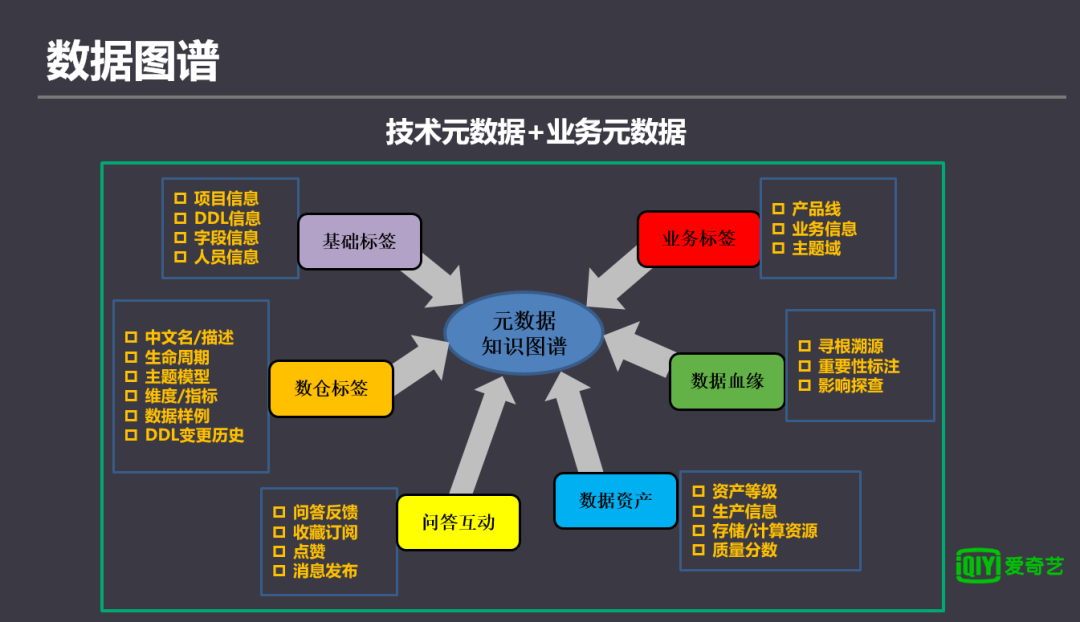 数据图谱
技术元数据+业务元数据
项目信息
DDL信息
字段信息
人员信息
基础标签
业务标签
产品线
业务信息
主题域
元数据
知识图谱
中文名/描述
生命周期
主题模型
维度/指标
数据样例
DDL变更历史
数仓标签
数据血缘
寻根溯源
重要性标注
影响探查
问答反馈
收藏订阅
点赞
消息发布
问答互动
数据资产
资产等级
生产信息
存储/计算资源
质量分数
iQIYI 爱奇艺